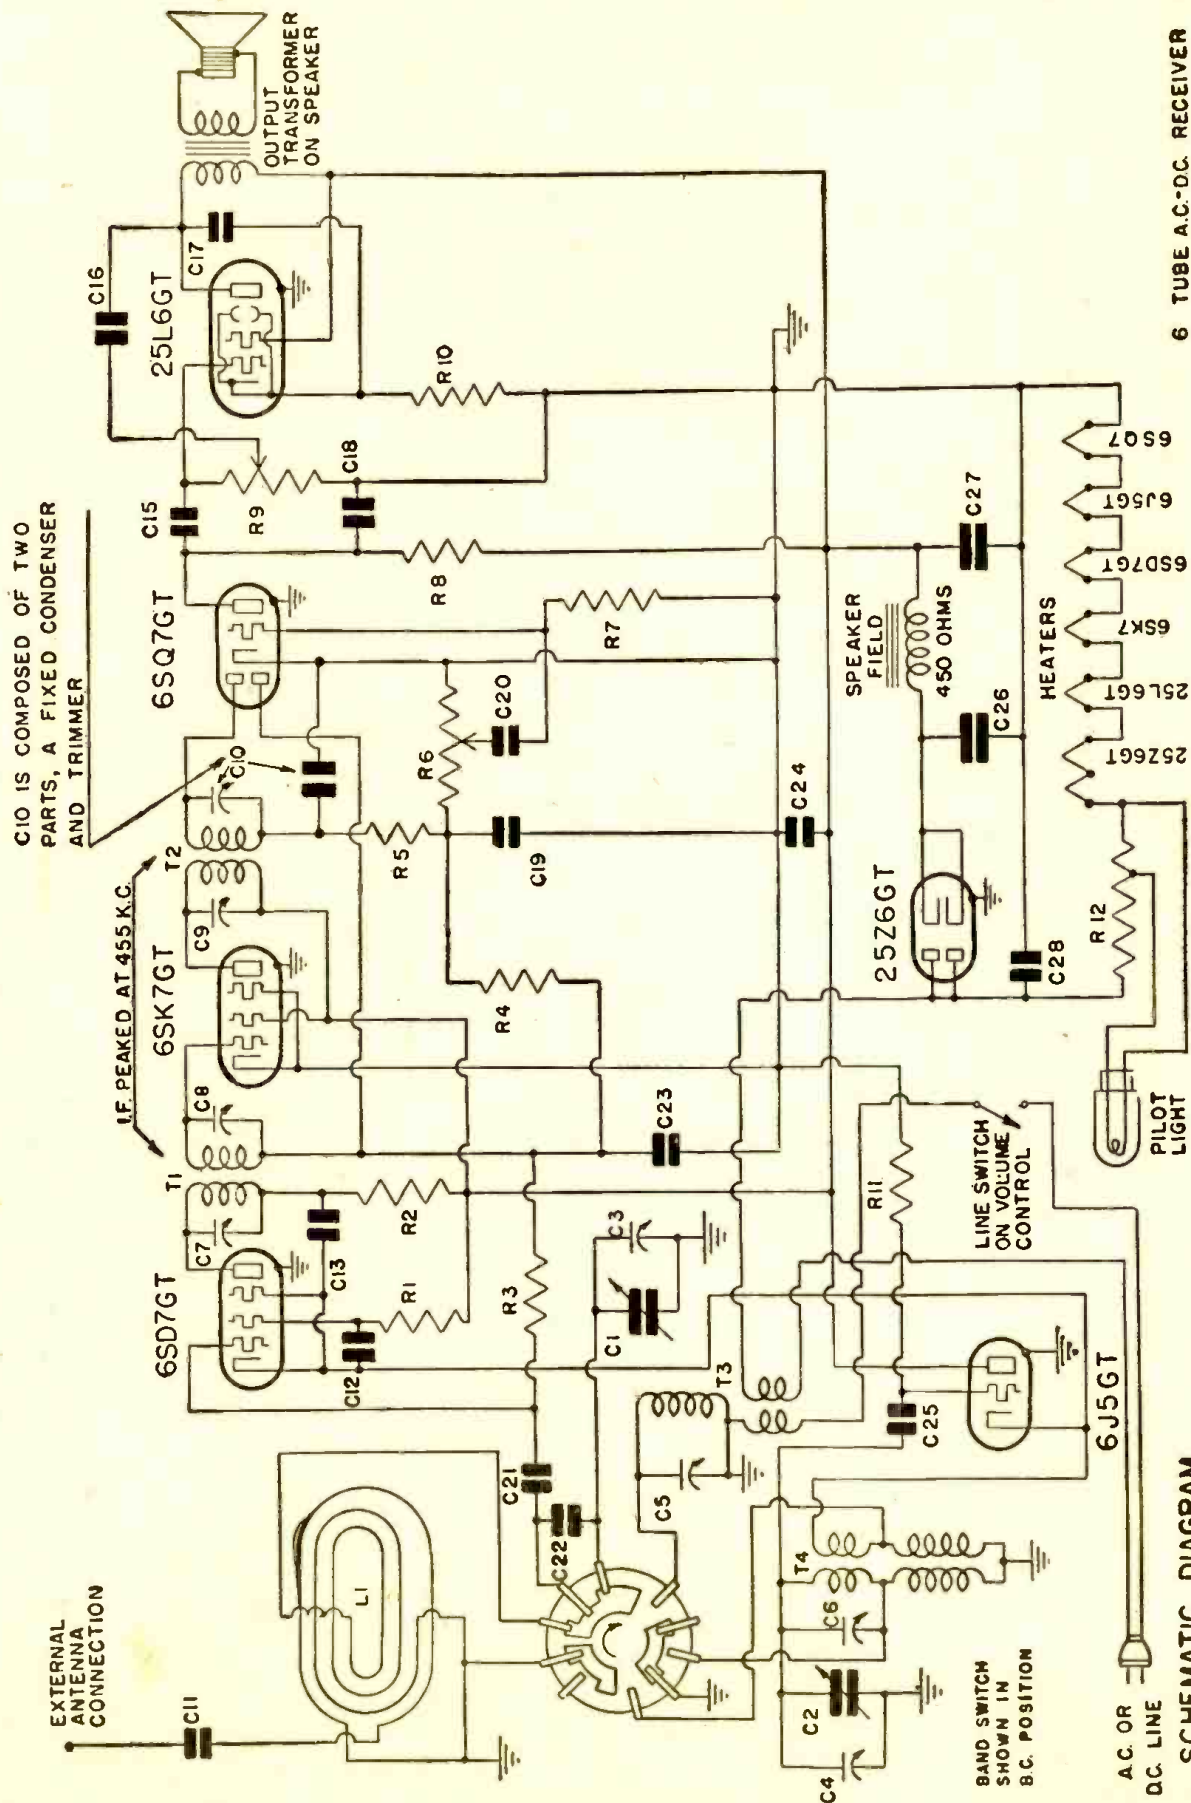 C10 IS COMPOSED OF TWO
PARTS, A FIXED CONDENSER
AND TRIMMER
I.F. PEAKED AT 455 K.C.
EXTERNAL
ANTENNA
CONNECTION
C11
L1
6SD7GT
C7
T1
C8
6SK7GT
C9
T2
C10
6SQ7GT
C15
R9
C16
25L6GT
C17
OUTPUT
TRANSFORMER
ON SPEAKER
C12
C13
R1
R2
R3
R4
R5
R6
R7
R8
C18
R10
C19
C20
C21
C22
C23
C24
C1
C3
C5
T3
SPEAKER
FIELD
450 OHMS
C26
C27
25Z6GT
C28
R12
HEATERS
25Z6GT
25L6GT
6SK7
6SD7GT
6J5GT
6SQ7
PILOT
LIGHT
LINE SWITCH
ON VOLUME
CONTROL
R11
C25
6J5GT
T4
C6
C2
C4
BAND SWITCH
SHOWN IN
B.C. POSITION
A.C. OR
D.C. LINE
SCHEMATIC DIAGRAM
6 TUBE A.C.-D.C. RECEIVER